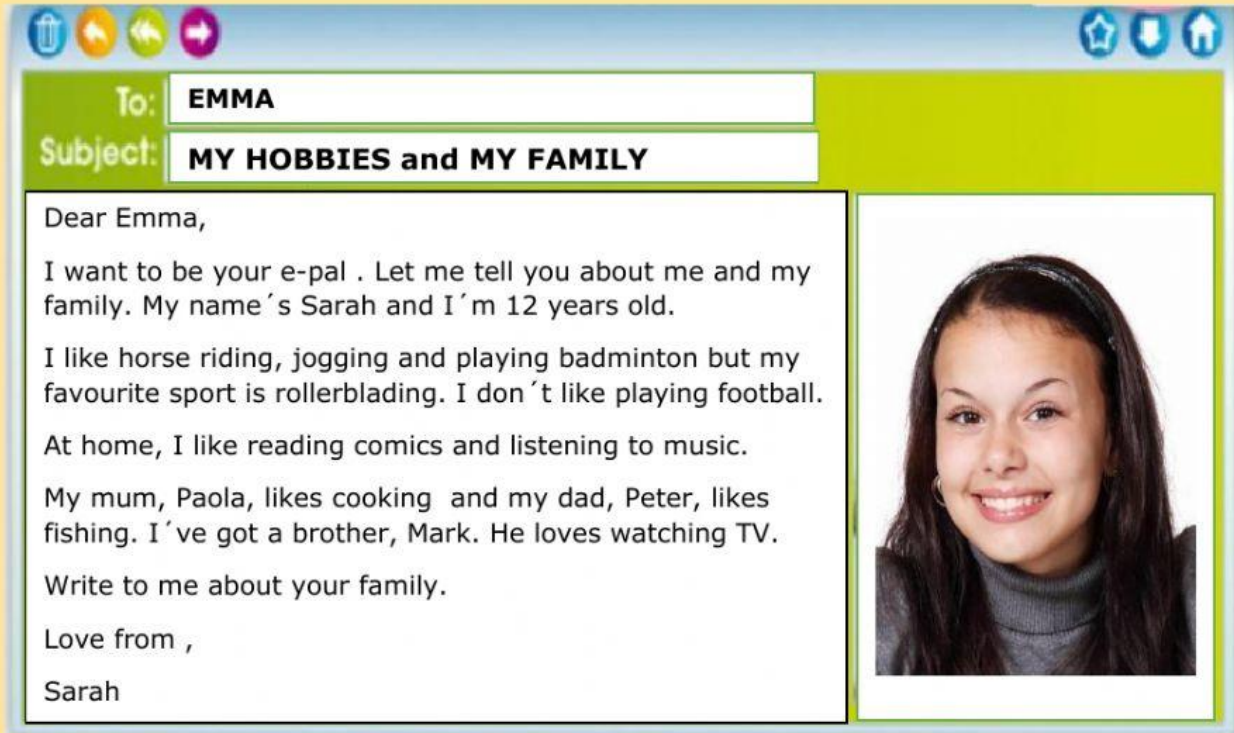 To: EMMA
Subject: MY HOBBIES and MY FAMILY
Dear Emma,
I want to be your e-pal . Let me tell you about me and my
family. My name´s Sarah and I´m 12 years old.
I like horse riding, jogging and playing badminton but my
favourite sport is rollerblading. I don´t like playing football.
At home, I like reading comics and listening to music.
My mum, Paola, likes cooking  and my dad, Peter, likes
fishing. I´ve got a brother, Mark. He loves watching TV.
Write to me about your family.
Love from ,
Sarah